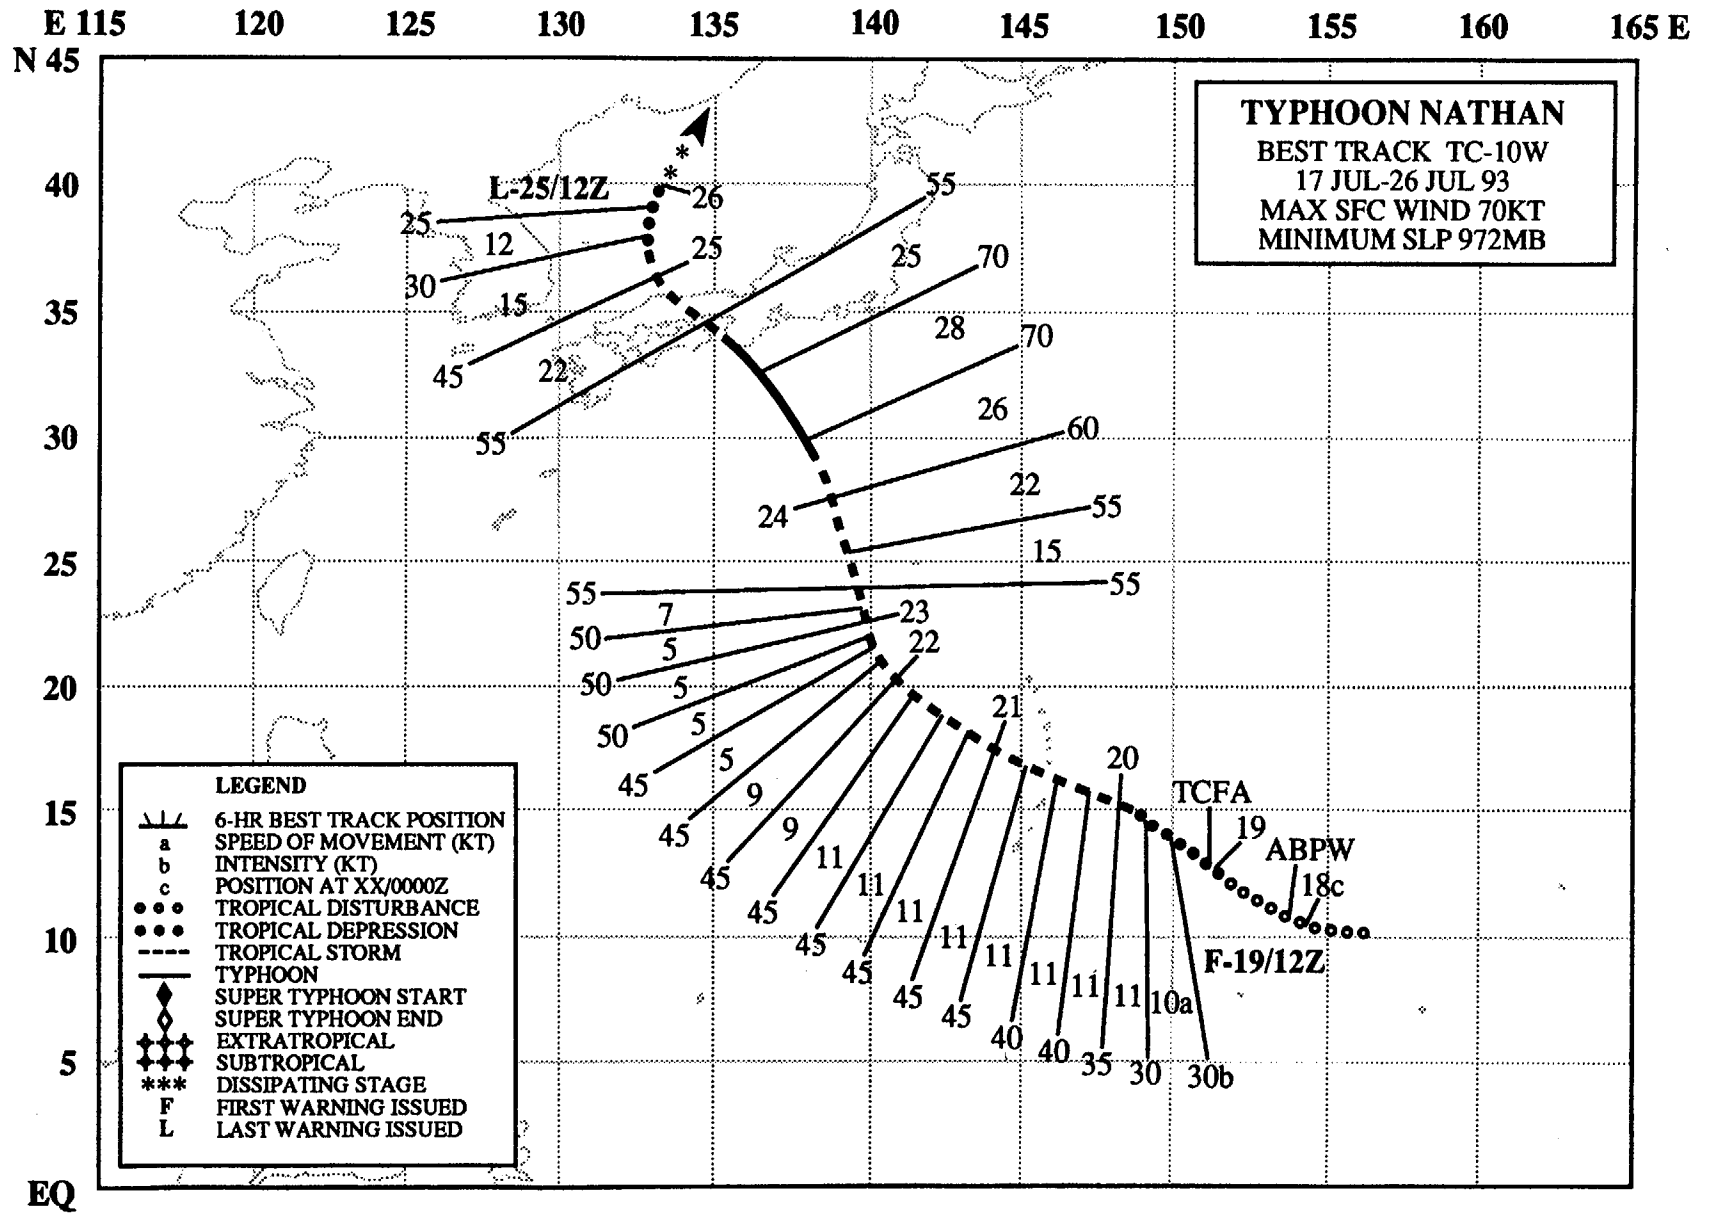 E 115 120 125 130 135 140 145 150 155 160 165 E
N 45
40
35
30
25
20
15
10
5
EQ
TYPHOON NATHAN
BEST TRACK TC-10W
17 JUL-26 JUL 93
MAX SFC WIND 70KT
MINIMUM SLP 972MB
L-25/12Z
26
55
25
12
25
25
70
30
15
28
70
45
22
26
60
55
22
24
55
15
55
55
7
23
50
5
22
50
5
50
5
21
45
5
20
9
TCFA
45
9
19
ABPW
45
11
18c
45
11
45
11
45
11
F-19/12Z
45
11
45
11
40
11
40
11
35
10a
30
30b
LEGEND
6-HR BEST TRACK POSITION
a SPEED OF MOVEMENT (KT)
b INTENSITY (KT)
c POSITION AT XX/0000Z
TROPICAL DISTURBANCE
TROPICAL DEPRESSION
TROPICAL STORM
TYPHOON
SUPER TYPHOON START
SUPER TYPHOON END
EXTRATROPICAL
SUBTROPICAL
*** DISSIPATING STAGE
F FIRST WARNING ISSUED
L LAST WARNING ISSUED